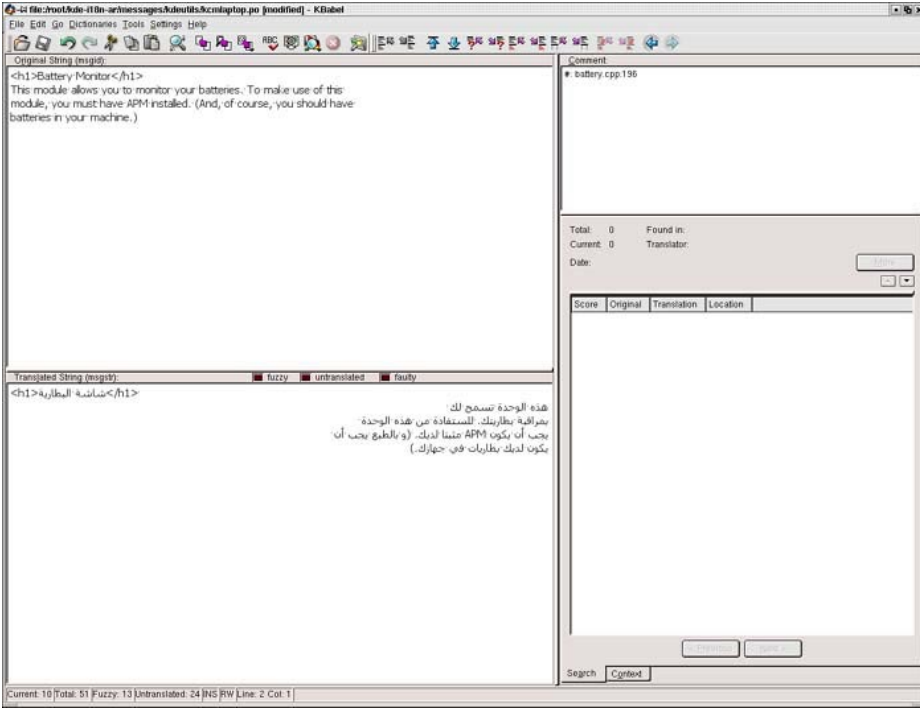 file:/root/kde-i18n-ar/messages/kdeutils/kcmlaptop.po [modified] - KBabel
File Edit Go Dictionaries Tools Settings Help
Original String (msgid):
<h1>Battery Monitor</h1>
This module allows you to monitor your batteries. To make use of this
module, you must have APM installed. (And, of course, you should have
batteries in your machine.)
Comment
#: battery.cpp:196
Total: 0 Found in:
Current: 0 Translator:
Date:
More
Score Original Translation Location
Translated String (msgstr):
fuzzy untranslated faulty
<h1>شاشة البطارية</h1>
هذه الوحدة تسمح لك
بمراقبة بطاريتك. للستفادة من هذه الوحدة
يجب أن يكون APM مثبتا لديك. (و بالطبع يجب أن
يكون لديك بطاريات في جهازك.)
< Previous Next >
Search Context
Current: 10 Total: 51 Fuzzy: 13 Untranslated: 24 INS RW Line: 2 Col: 1